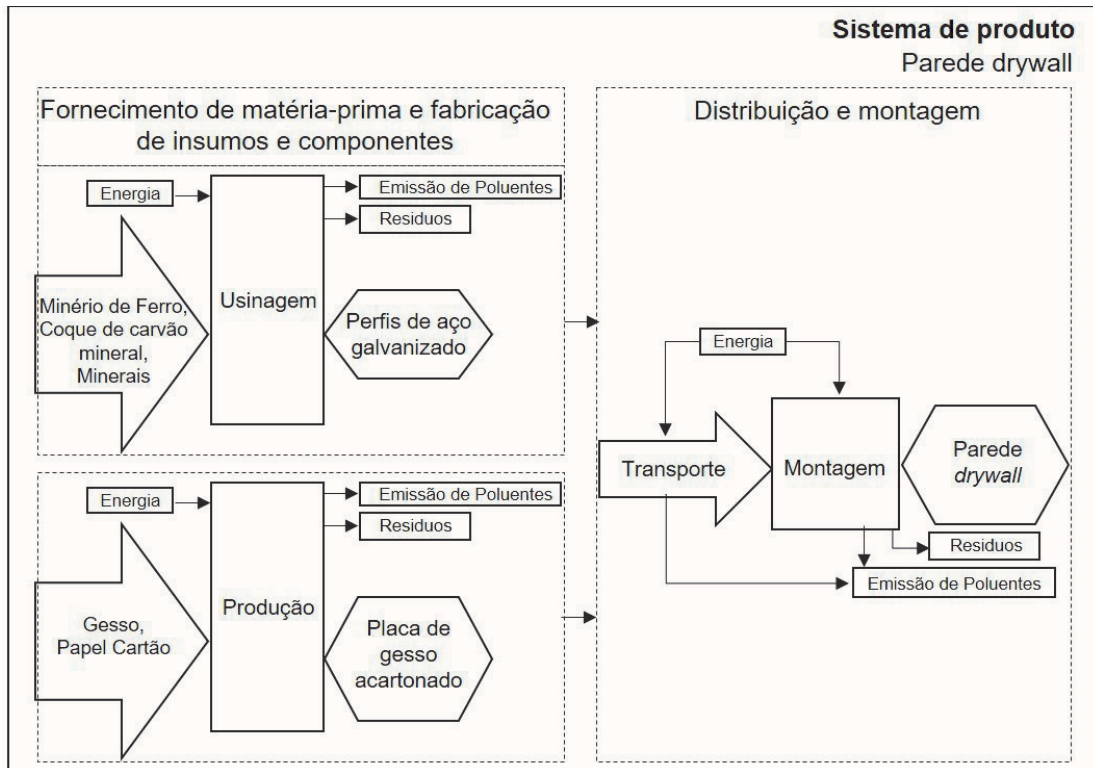 Sistema de produto
Parede drywall
Fornecimento de matéria-prima e fabricação
de insumos e componentes
Energia
Usinagem
Emissão de Poluentes
Residuos
Minério de Ferro,
Coque de carvão
mineral,
Minerais
Perfis de aço
galvanizado
Energia
Produção
Emissão de Poluentes
Residuos
Gesso,
Papel Cartão
Placa de
gesso
acartonado
Distribuição e montagem
Energia
Transporte
Montagem
Parede
drywall
Residuos
Emissão de Poluentes